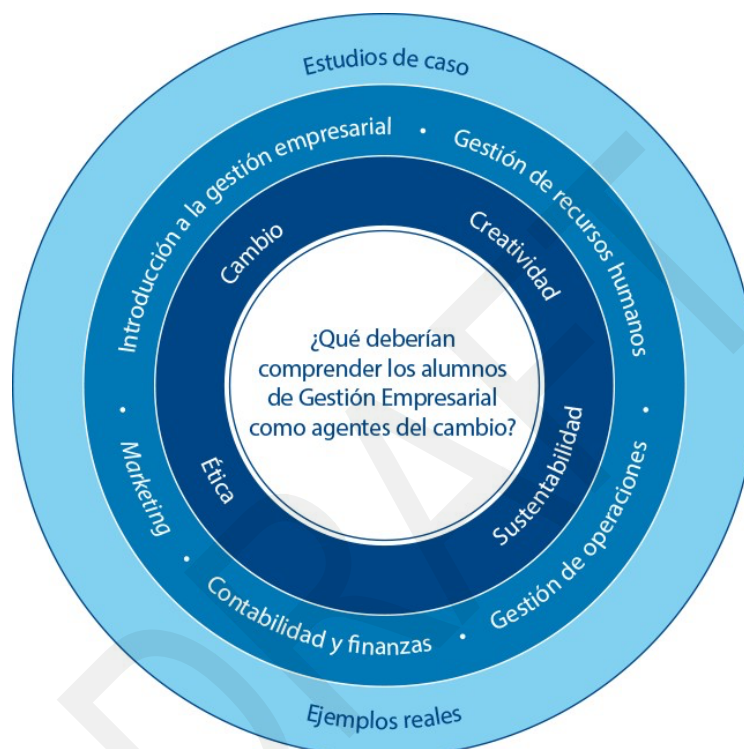 Estudios de caso
Introducción a la gestión empresarial • Gestión de recursos humanos •
Cambio
Creatividad
¿Qué deberían
comprender los alumnos
de Gestión Empresarial
como agentes del cambio?
Ética
Sustentabilidad
• Marketing • Contabilidad y finanzas • Gestión de operaciones
Ejemplos reales
DRAFT